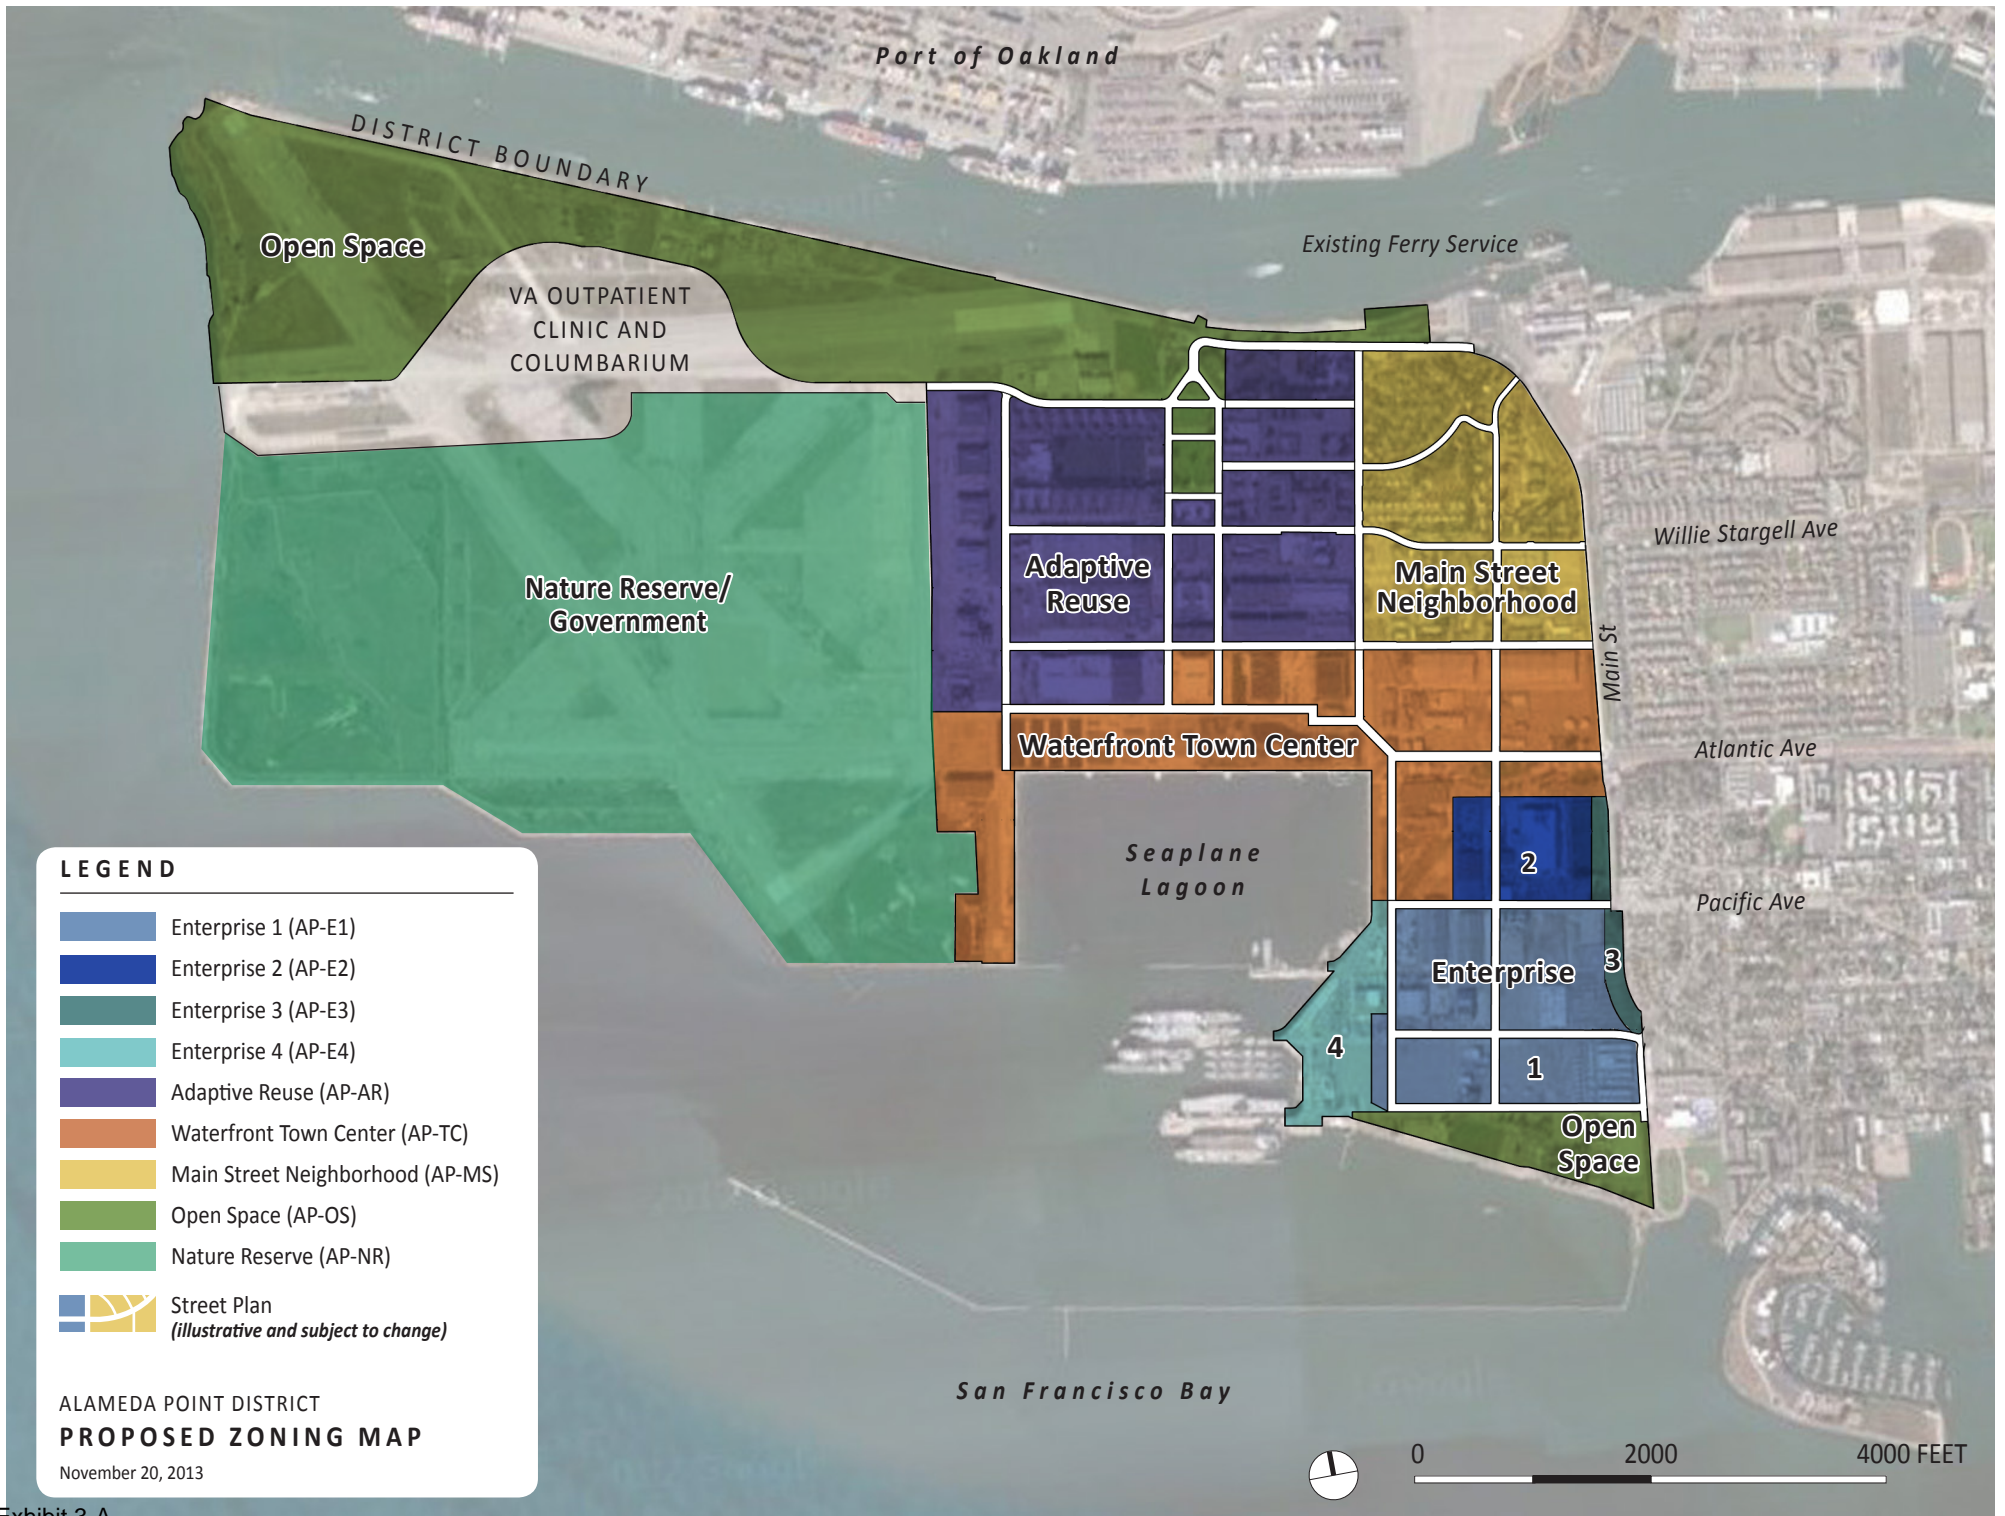 Port of Oakland
DISTRICT BOUNDARY
Existing Ferry Service
Open Space
VA OUTPATIENT
CLINIC AND
COLUMBARIUM
Willie Stargell Ave
Adaptive
Reuse
Main Street
Neighborhood
Nature Reserve/
Government
Main St
Waterfront Town Center
Atlantic Ave
Seaplane
Lagoon
2
Pacific Ave
Enterprise
3
4
1
Open
Space
LEGEND
Enterprise 1 (AP-E1)
Enterprise 2 (AP-E2)
Enterprise 3 (AP-E3)
Enterprise 4 (AP-E4)
Adaptive Reuse (AP-AR)
Waterfront Town Center (AP-TC)
Main Street Neighborhood (AP-MS)
Open Space (AP-OS)
Nature Reserve (AP-NR)
Street Plan
(illustrative and subject to change)
ALAMEDA POINT DISTRICT
PROPOSED ZONING MAP
November 20, 2013
San Francisco Bay
0 2000 4000 FEET
Exhibit 3-A